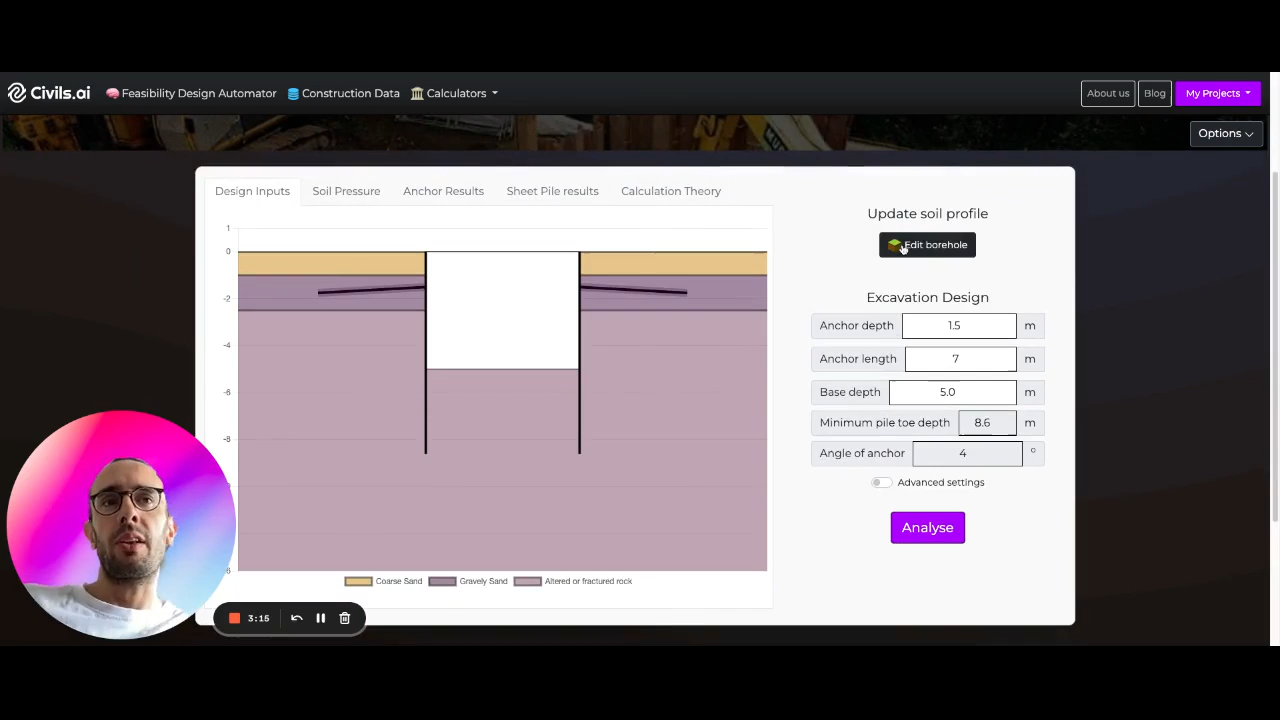 Civils.ai
Feasibility Design Automator
Construction Data
Calculators
About us
Blog
My Projects
Options
Design Inputs
Soil Pressure
Anchor Results
Sheet Pile results
Calculation Theory
1
0
-2
-4
-6
-8
Coarse Sand
Gravely Sand
Altered or fractured rock
Update soil profile
Edit borehole
Excavation Design
Anchor depth 1.5 m
Anchor length 7 m
Base depth 5.0 m
Minimum pile toe depth 8.6 m
Angle of anchor 4 º
Advanced settings
Analyse
3:15